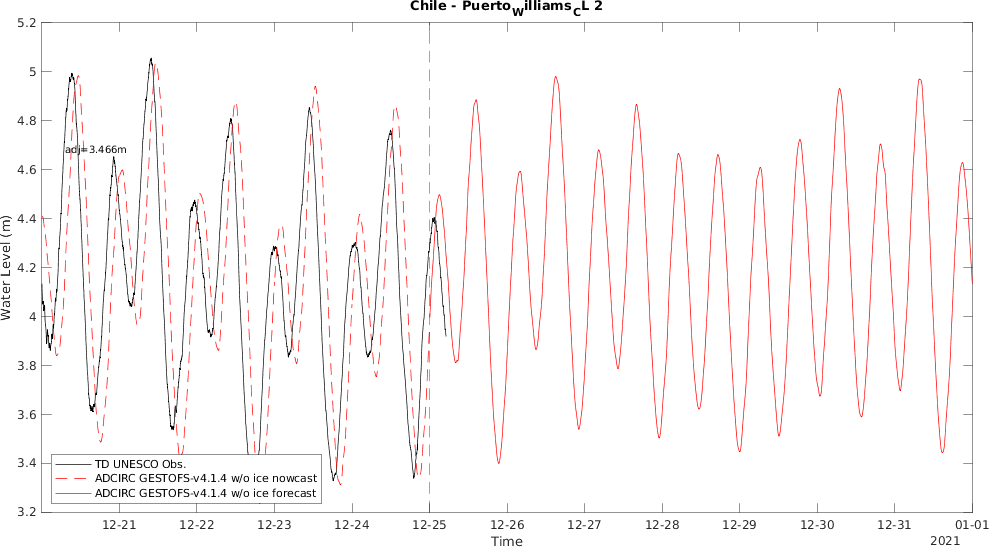 Chile - Puerto_Williams_CL 2
5.2
5
4.8
4.6
4.4
4.2
4
3.8
3.6
3.4
3.2
Water Level (m)
adj=3.466m
TD UNESCO Obs.
ADCIRC GESTOFS-v4.1.4 w/o ice nowcast
ADCIRC GESTOFS-v4.1.4 w/o ice forecast
12-21 12-22 12-23 12-24 12-25 12-26 12-27 12-28 12-29 12-30 12-31 01-01
Time
2021